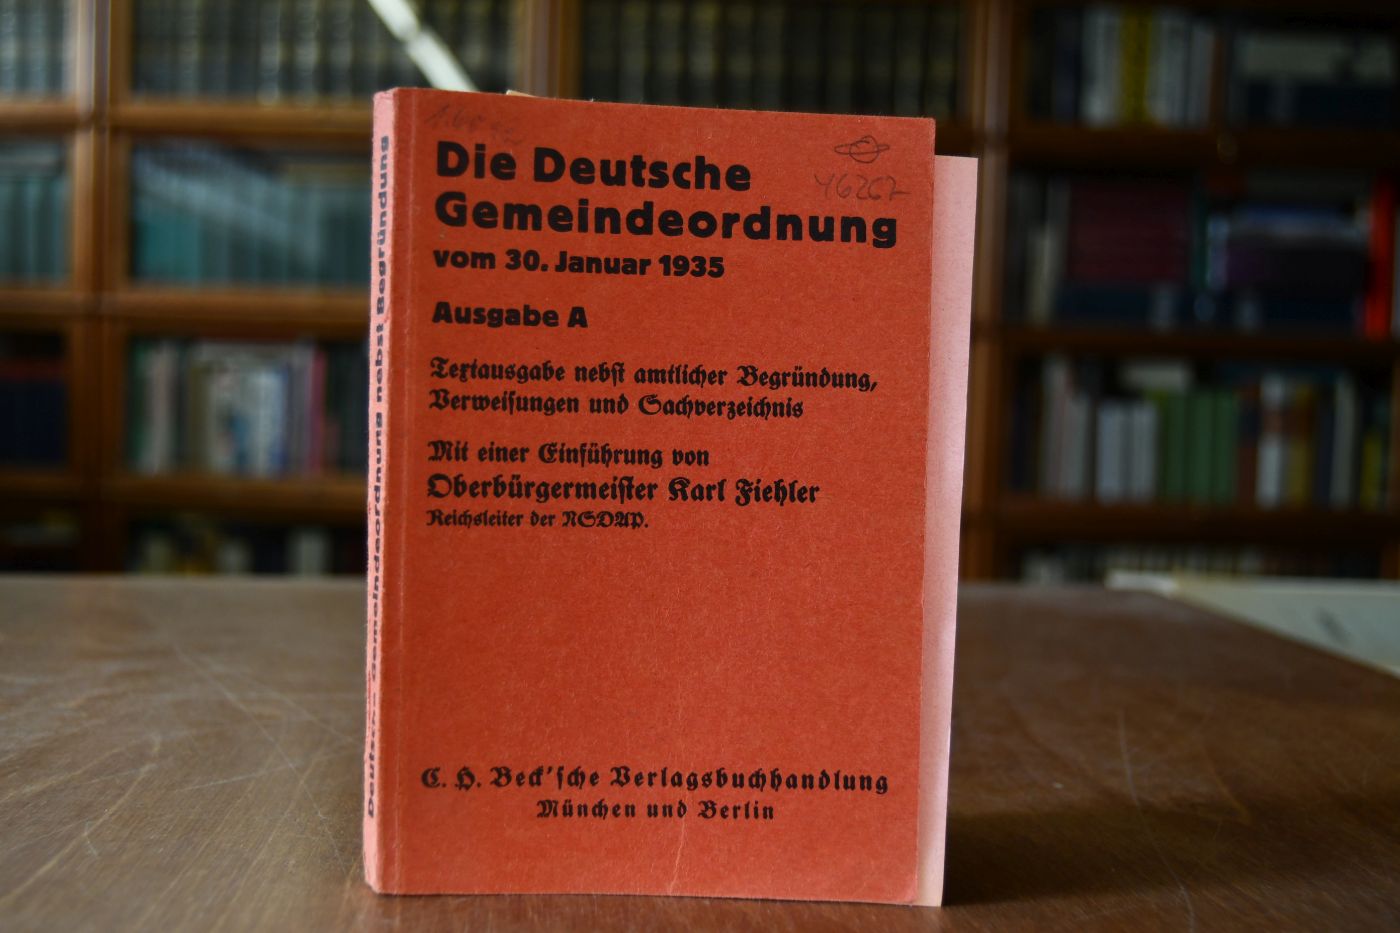 Die Deutsche
Gemeindeordnung
vom 30. Januar 1935
Ausgabe A
Textausgabe nebst amtlicher Begründung,
Verweisungen und Sachverzeichnis
Mit einer Einführung von
Oberbürgermeister Karl Fiehler
Reichsleiter der NSDAP.
C. H. Beck'sche Verlagsbuchhandlung
München und Berlin
Deutsche Gemeindeordnung nebst Begründung
46267